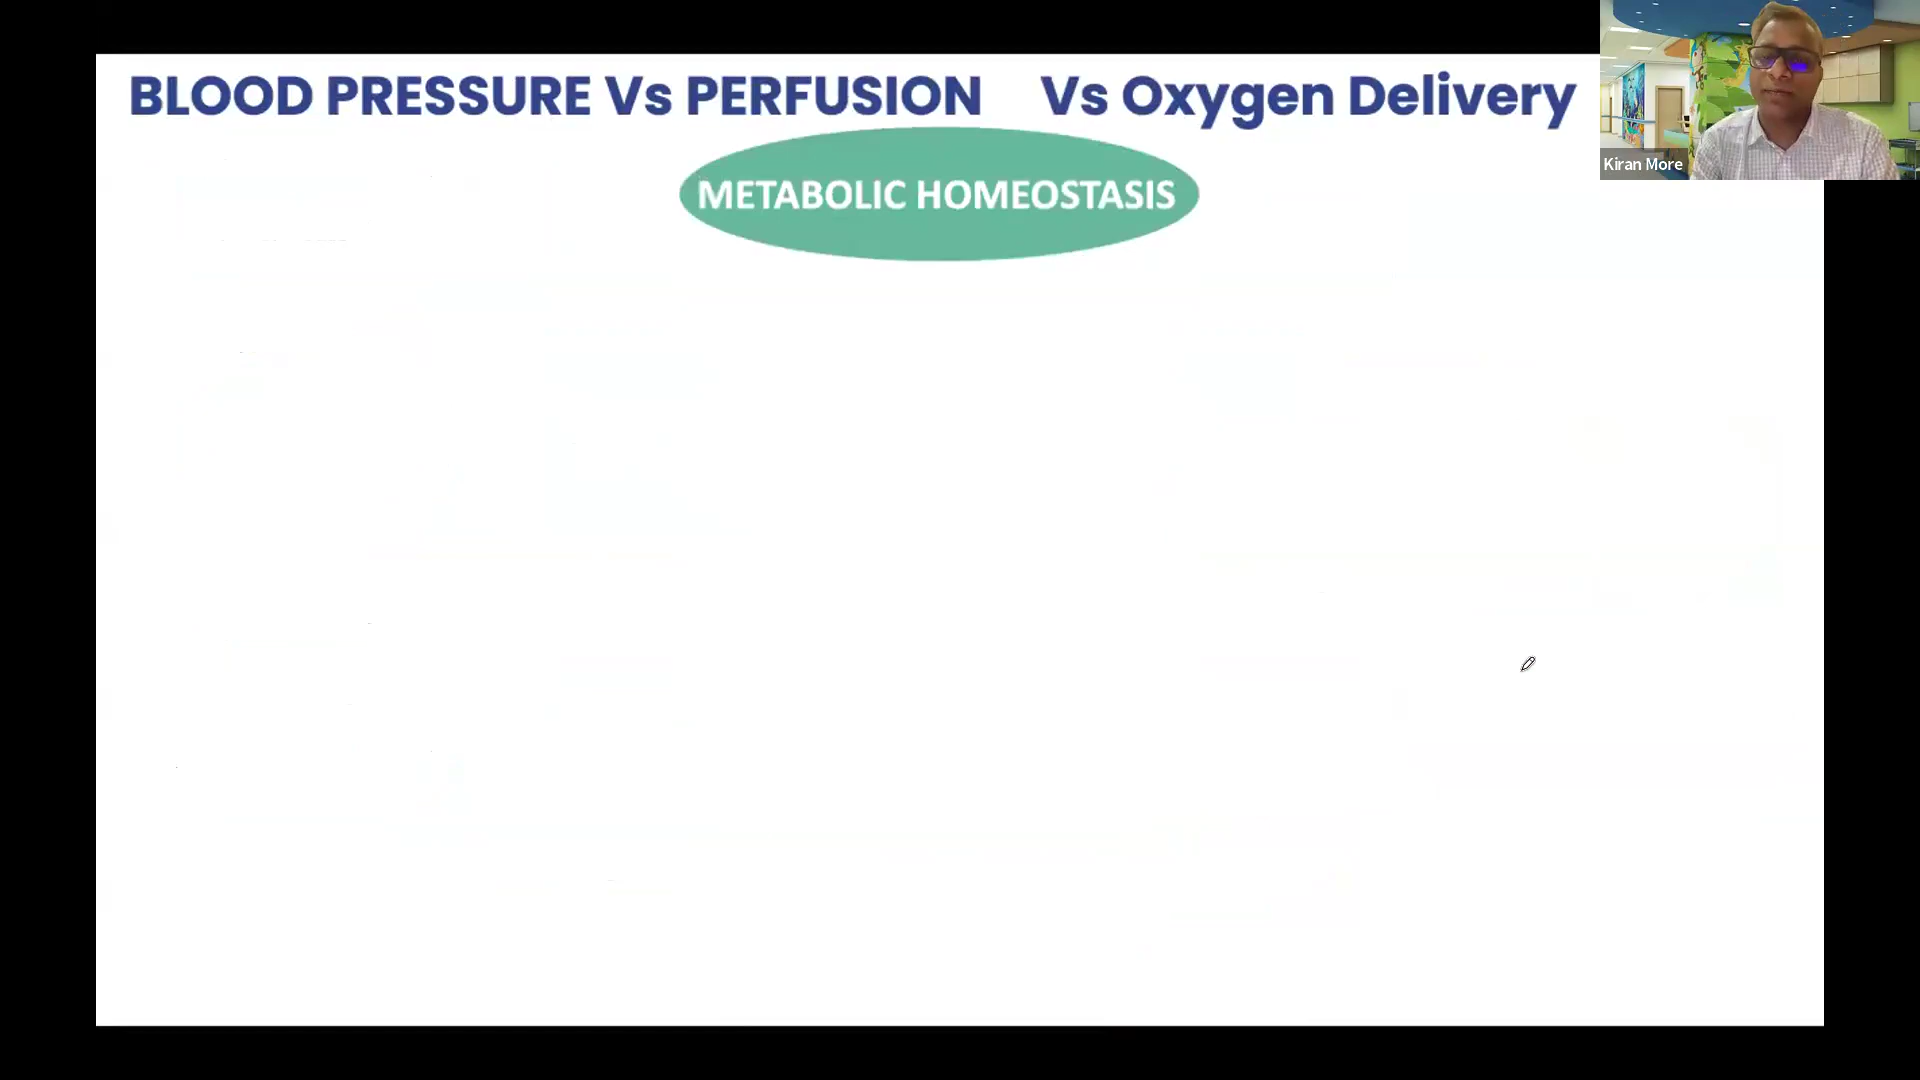 BLOOD PRESSURE Vs PERFUSION Vs Oxygen Delivery
METABOLIC HOMEOSTASIS
Kiran More